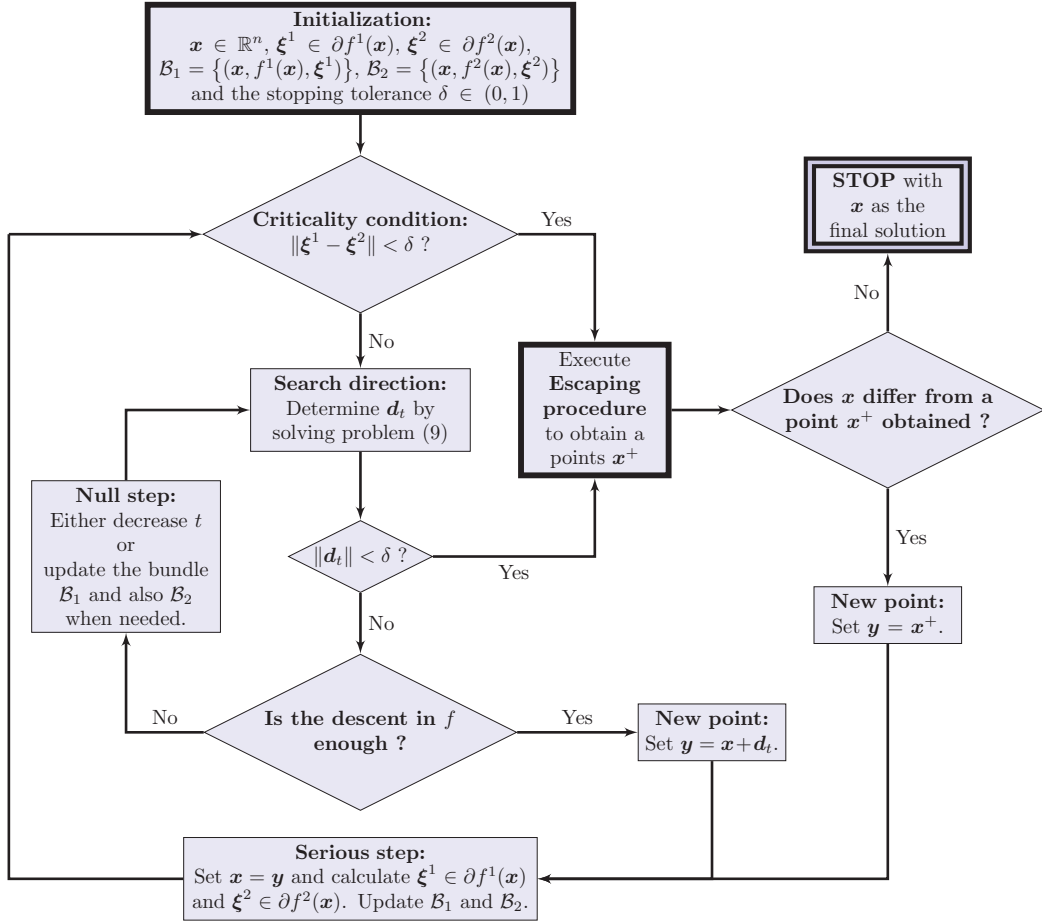 Initialization:
𝒙 ∈ ℝⁿ, 𝝃¹ ∈ ∂f¹(𝒙), 𝝃² ∈ ∂f²(𝒙),
ℬ₁ = {(𝒙, f¹(𝒙), 𝝃¹)}, ℬ₂ = {(𝒙, f²(𝒙), 𝝃²)}
and the stopping tolerance δ ∈ (0, 1)
Criticality condition:
‖𝝃¹ − 𝝃²‖ < δ ?
Yes
No
STOP with
𝒙 as the
final solution
No
Execute
Escaping
procedure
to obtain a
points 𝒙⁺
Does 𝒙 differ from a
point 𝒙⁺ obtained ?
Yes
Search direction:
Determine 𝒅ₜ by
solving problem (9)
Null step:
Either decrease t
or
update the bundle
ℬ₁ and also ℬ₂
when needed.
‖𝒅ₜ‖ < δ ?
Yes
No
New point:
Set 𝒚 = 𝒙⁺.
Is the descent in f
enough ?
No
Yes
New point:
Set 𝒚 = 𝒙+𝒅ₜ.
Serious step:
Set 𝒙 = 𝒚 and calculate 𝝃¹ ∈ ∂f¹(𝒙)
and 𝝃² ∈ ∂f²(𝒙). Update ℬ₁ and ℬ₂.